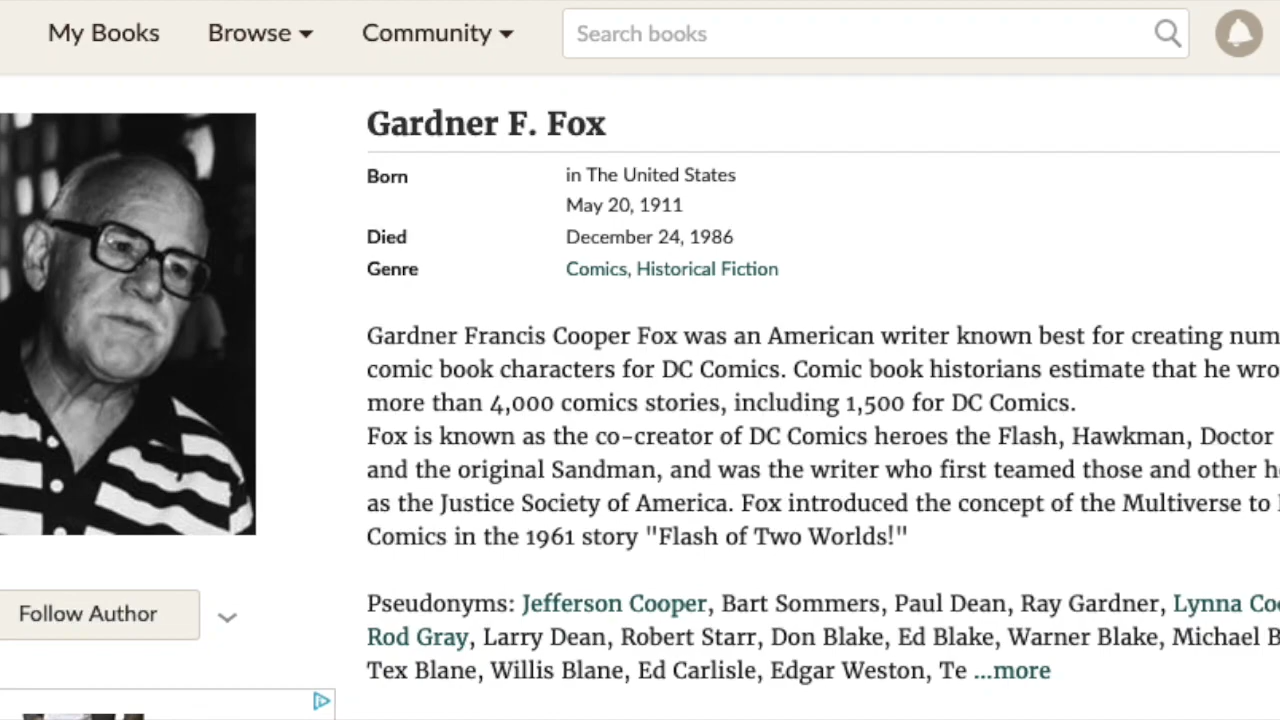 My Books Browse Community Search books
Gardner F. Fox
Born in The United States
May 20, 1911
Died December 24, 1986
Genre Comics, Historical Fiction
Gardner Francis Cooper Fox was an American writer known best for creating
comic book characters for DC Comics. Comic book historians estimate that he
more than 4,000 comics stories, including 1,500 for DC Comics.
Fox is known as the co-creator of DC Comics heroes the Flash, Hawkman, Doctor
and the original Sandman, and was the writer who first teamed those and other
as the Justice Society of America. Fox introduced the concept of the Multiverse to
Comics in the 1961 story "Flash of Two Worlds!"
Pseudonyms: Jefferson Cooper, Bart Sommers, Paul Dean, Ray Gardner, Lynna
Rod Gray, Larry Dean, Robert Starr, Don Blake, Ed Blake, Warner Blake, Michael
Tex Blane, Willis Blane, Ed Carlisle, Edgar Weston, Te ...more
Follow Author